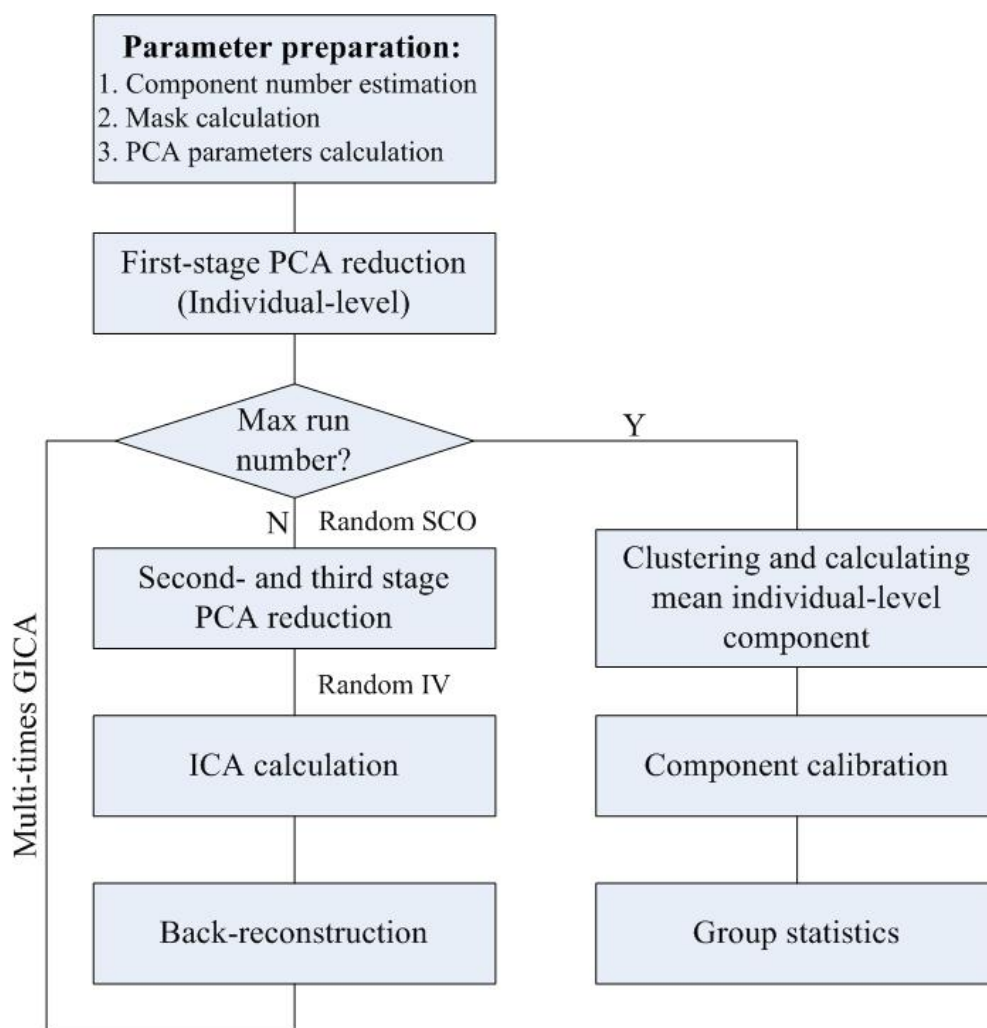 Parameter preparation:
1. Component number estimation
2. Mask calculation
3. PCA parameters calculation
First-stage PCA reduction
(Individual-level)
Max run
number?
Y
N
Random SCO
Second- and third stage
PCA reduction
Random IV
ICA calculation
Back-reconstruction
Multi-times GICA
Clustering and calculating
mean individual-level
component
Component calibration
Group statistics